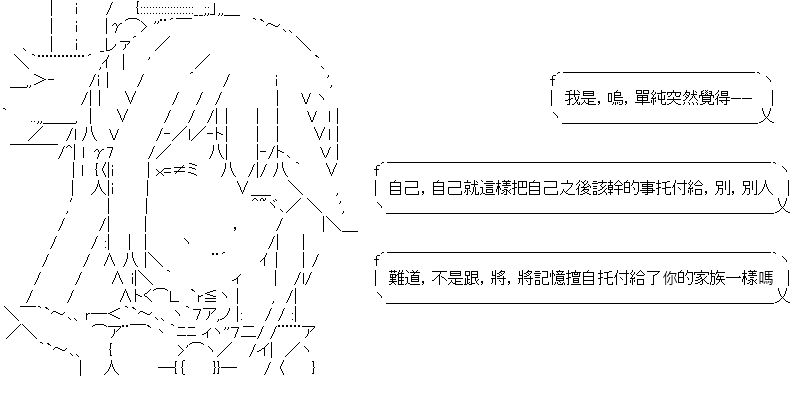 我是，嗚，單純突然覺得──
自己，自己就這樣把自己之後該幹的事托付給，別，別人
難道，不是跟，將，將記憶擅自托付給了你的家族一樣嗎